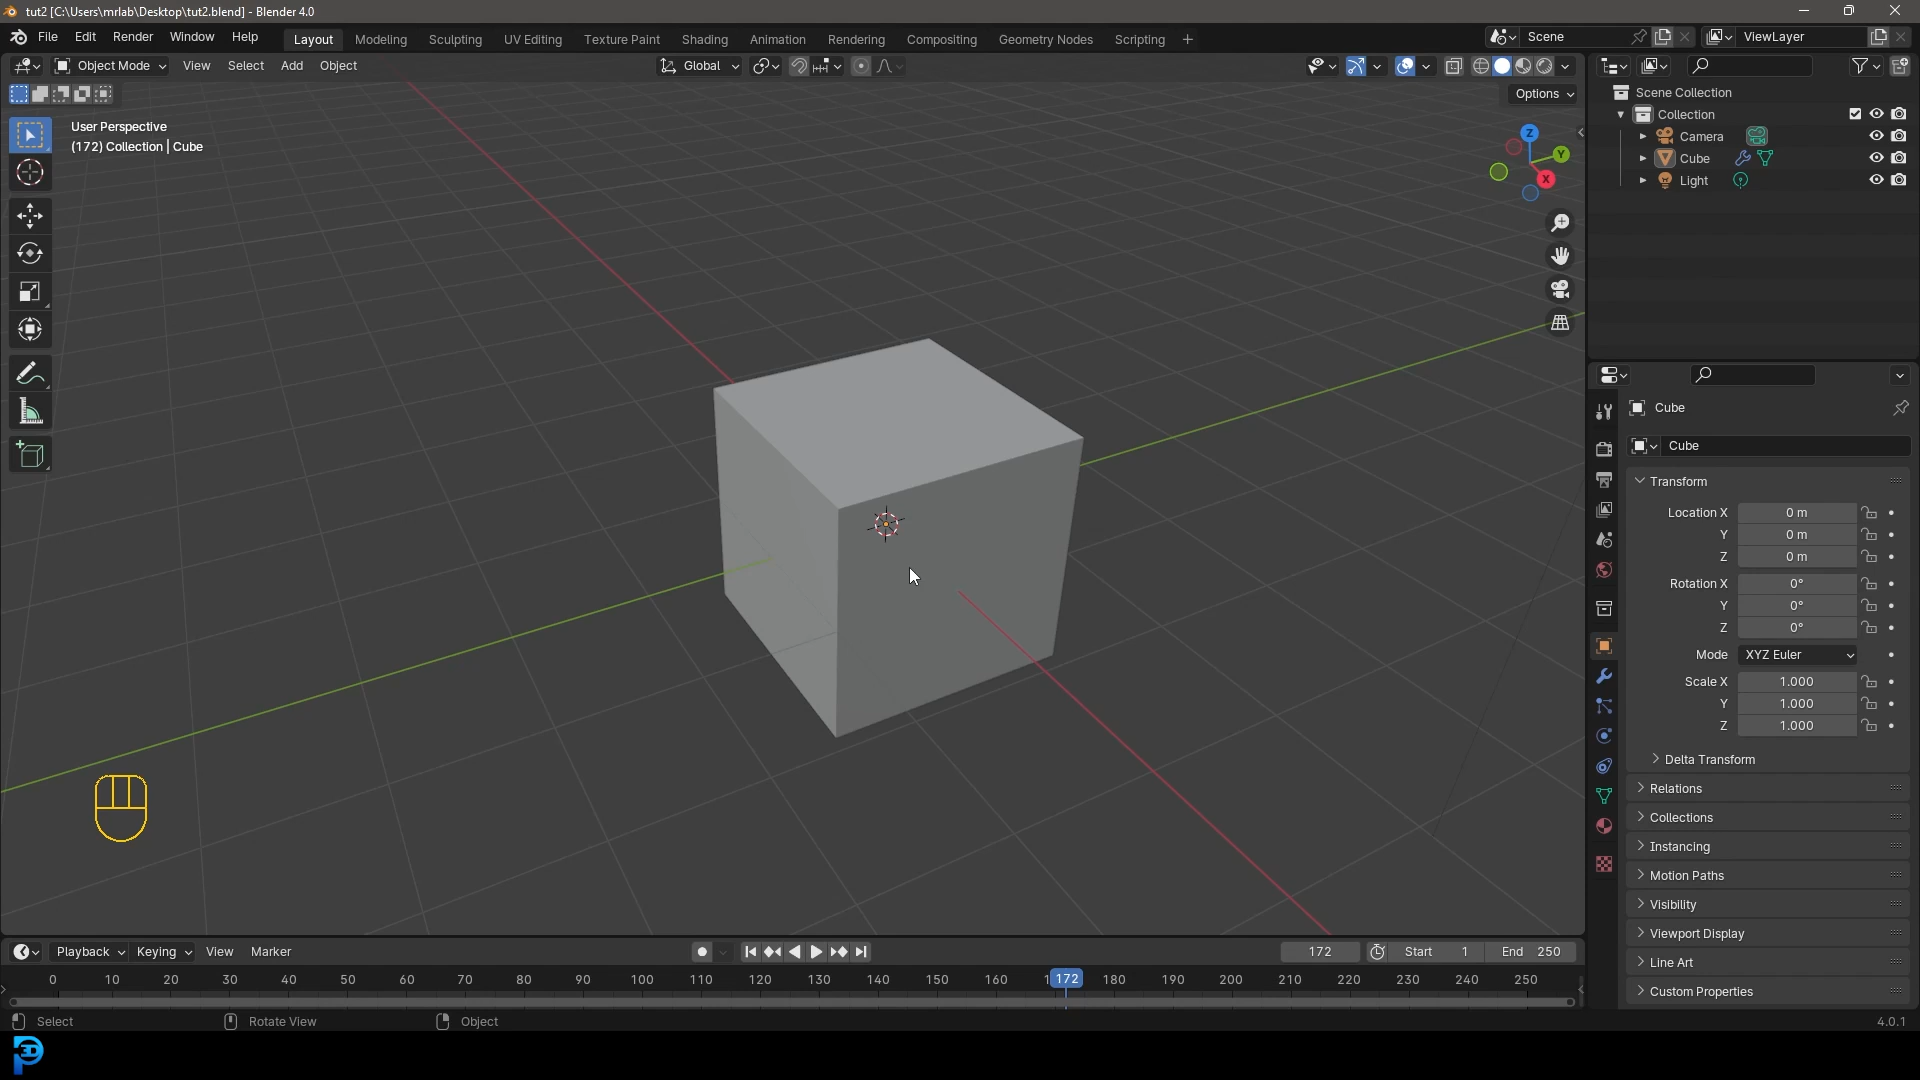 tut2 [C:\Users\mrlab\Desktop\tut2.blend] - Blender 4.0
File Edit Render Window Help Layout Modeling Sculpting UV Editing Texture Paint Shading Animation Rendering Compositing Geometry Nodes Scripting + Scene ViewLayer
Object Mode View Select Add Object Global
Options
User Perspective
(172) Collection | Cube
Z
Y
X
Scene Collection
Collection
Camera
Cube
Light
Cube
Cube
Transform
Location X 0 m
Y 0 m
Z 0 m
Rotation X 0°
Y 0°
Z 0°
Mode XYZ Euler
Scale X 1.000
Y 1.000
Z 1.000
Delta Transform
Relations
Collections
Instancing
Motion Paths
Visibility
Viewport Display
Line Art
Custom Properties
Playback Keying View Marker 172 Start 1 End 250
0 10 20 30 40 50 60 70 80 90 100 110 120 130 140 150 160 1 172 180 190 200 210 220 230 240 250
Select Rotate View Object 4.0.1
P3D